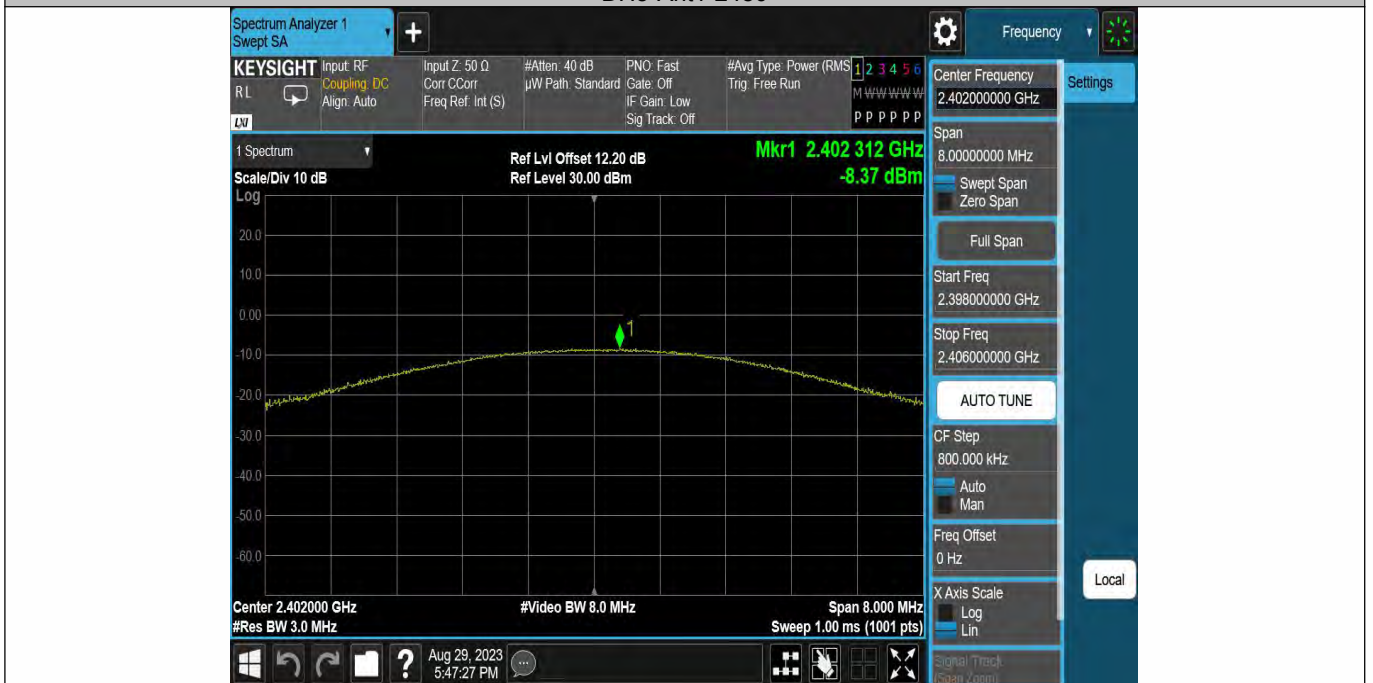 Spectrum Analyzer 1
Swept SA
Frequency
KEYSIGHT
RL
LXI
Input: RF
Coupling: DC
Align: Auto
Input Z: 50 Ω
Corr CCorr
Freq Ref: Int (S)
#Atten: 40 dB
µW Path: Standard
PNO: Fast
Gate: Off
IF Gain: Low
Sig Track: Off
#Avg Type: Power (RMS
Trig: Free Run
1 2 3 4 5 6
M W W W W W
P P P P P P
1 Spectrum
Scale/Div 10 dB
Log
Ref Lvl Offset 12.20 dB
Ref Level 30.00 dBm
Mkr1 2.402 312 GHz
-8.37 dBm
20.0
10.0
0.00
1
-10.0
-20.0
-30.0
-40.0
-50.0
-60.0
Center 2.402000 GHz
#Res BW 3.0 MHz
#Video BW 8.0 MHz
Span 8.000 MHz
Sweep 1.00 ms (1001 pts)
Aug 29, 2023
5:47:27 PM
Center Frequency
2.402000000 GHz
Settings
Span
8.00000000 MHz
Swept Span
Zero Span
Full Span
Start Freq
2.398000000 GHz
Stop Freq
2.406000000 GHz
AUTO TUNE
CF Step
800.000 kHz
Auto
Man
Freq Offset
0 Hz
X Axis Scale
Log
Lin
Local
Signal Track
(Span Zoom)